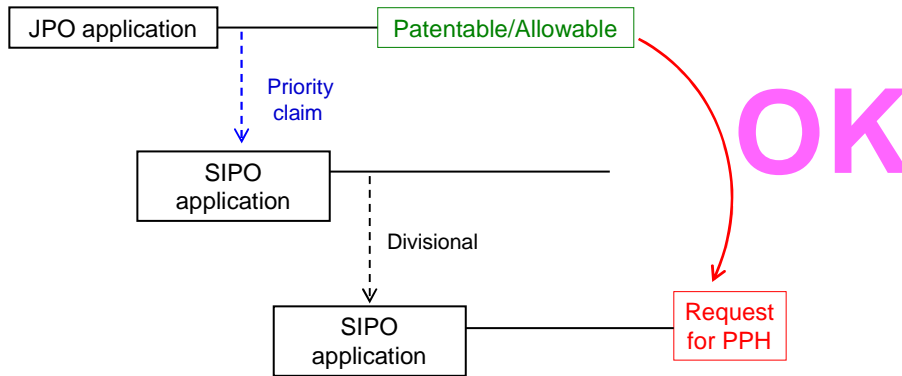 JPO application
Patentable/Allowable
OK
Priority
claim
SIPO
application
Divisional
SIPO
application
Request
for PPH